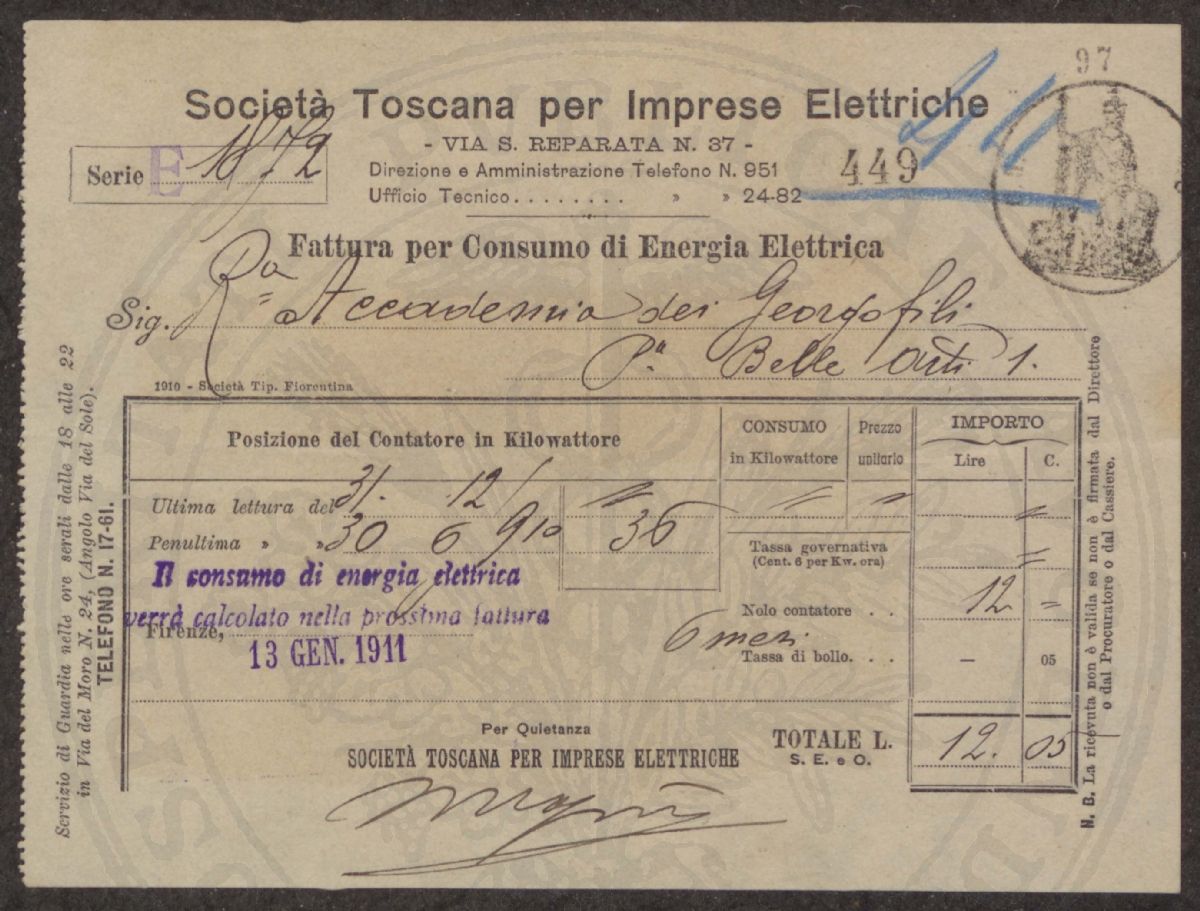 97
Società Toscana per Imprese Elettriche
- VIA S. REPARATA N. 37 -
Serie E 1872
Direzione e Amministrazione Telefono N. 951
449
Ufficio Tecnico........ » » 24-82
Fattura per Consumo di Energia Elettrica
Sig. Ra Accademia dei Georgofili
Pa Belle Arti 1.
1910 - Società Tip. Fiorentina
Posizione del Contatore in Kilowattore
CONSUMO in Kilowattore
Prezzo unitario
IMPORTO
Lire C.
Ultima lettura del 31. 12/ " " " "
Penultima » » 30 6 910 36
Tassa governativa =
(Cent. 6 per Kw. ora)
Il consumo di energia elettrica
verrà calcolato nella prossima fattura
Nolo contatore . . 12 =
Firenze,
13 GEN. 1911
6 mesi
Tassa di bollo. . . - 05
Per Quietanza
SOCIETÀ TOSCANA PER IMPRESE ELETTRICHE
TOTALE L. 12. 05
S. E. e O.
Servizio di Guardia nelle ore serali dalle 18 alle 22
in Via del Moro N. 24, (Angolo Via del Sole).
TELEFONO N. 17-61.
N. B. La ricevuta non è valida se non è firmata dal Direttore
o dal Procuratore o dal Cassiere.